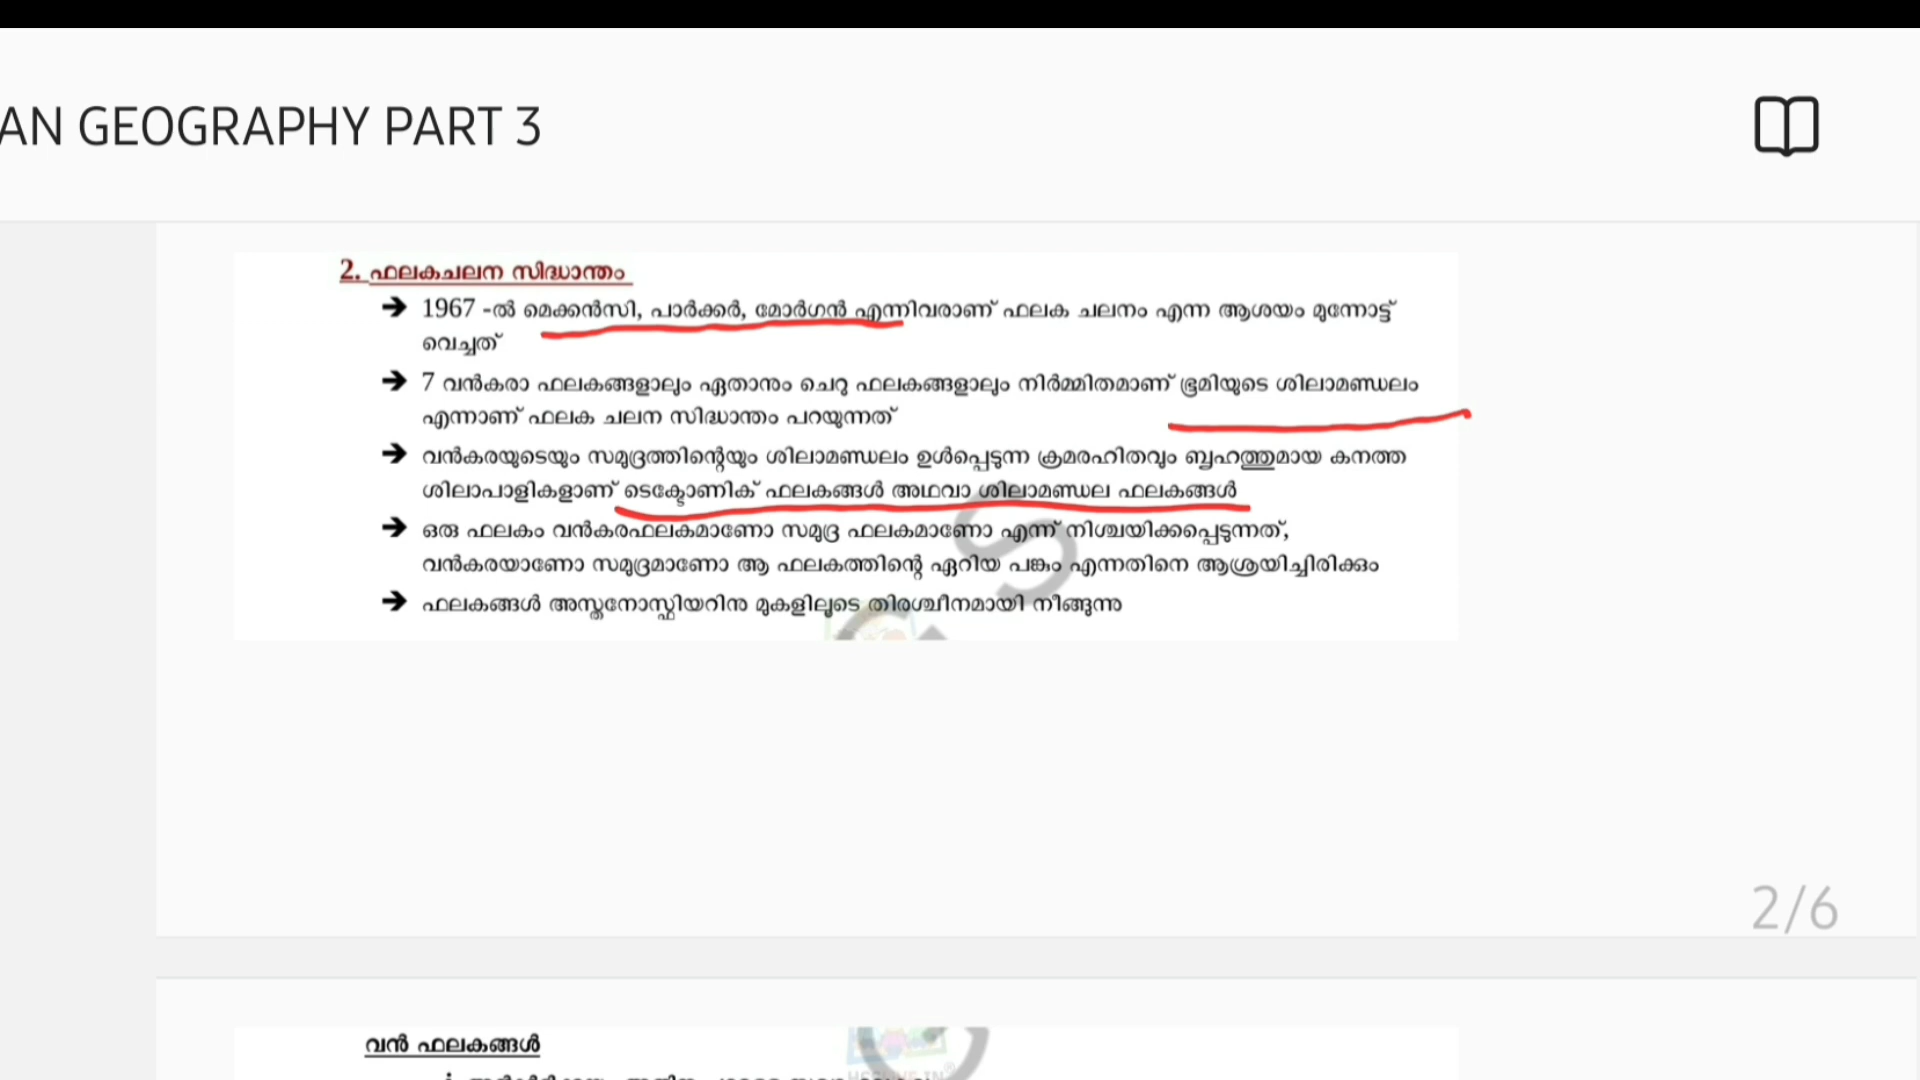 AN GEOGRAPHY PART 3
2. ഫലകചലന സിദ്ധാന്തം
➔ 1967 -ൽ മെക്കൻസി, പാർക്കർ, മോർഗൻ എന്നിവരാണ് ഫലക ചലനം എന്ന ആശയം മുന്നോട്ട്
വെച്ചത്
➔ 7 വൻകരാ ഫലകങ്ങളാലും ഏതാനും ചെറു ഫലകങ്ങളാലും നിർമ്മിതമാണ് ഭൂമിയുടെ ശിലാമണ്ഡലം
എന്നാണ് ഫലക ചലന സിദ്ധാന്തം പറയുന്നത്
➔ വൻകരയുടെയും സമുദ്രത്തിന്റെയും ശിലാമണ്ഡലം ഉൾപ്പെടുന്ന ക്രമരഹിതവും ബൃഹത്തുമായ കനത്ത
ശിലാപാളികളാണ് ടെക്ടോണിക് ഫലകങ്ങൾ അഥവാ ശിലാമണ്ഡല ഫലകങ്ങൾ
➔ ഒരു ഫലകം വൻകരഫലകമാണോ സമുദ്ര ഫലകമാണോ എന്ന് നിശ്ചയിക്കപ്പെടുന്നത്,
വൻകരയാണോ സമുദ്രമാണോ ആ ഫലകത്തിന്റെ ഏറിയ പങ്കും എന്നതിനെ ആശ്രയിച്ചിരിക്കും
➔ ഫലകങ്ങൾ അസ്തനോസ്ഫിയറിനു മുകളിലൂടെ തിരശ്ചീനമായി നീങ്ങുന്നു
2/6
വൻ ഫലകങ്ങൾ